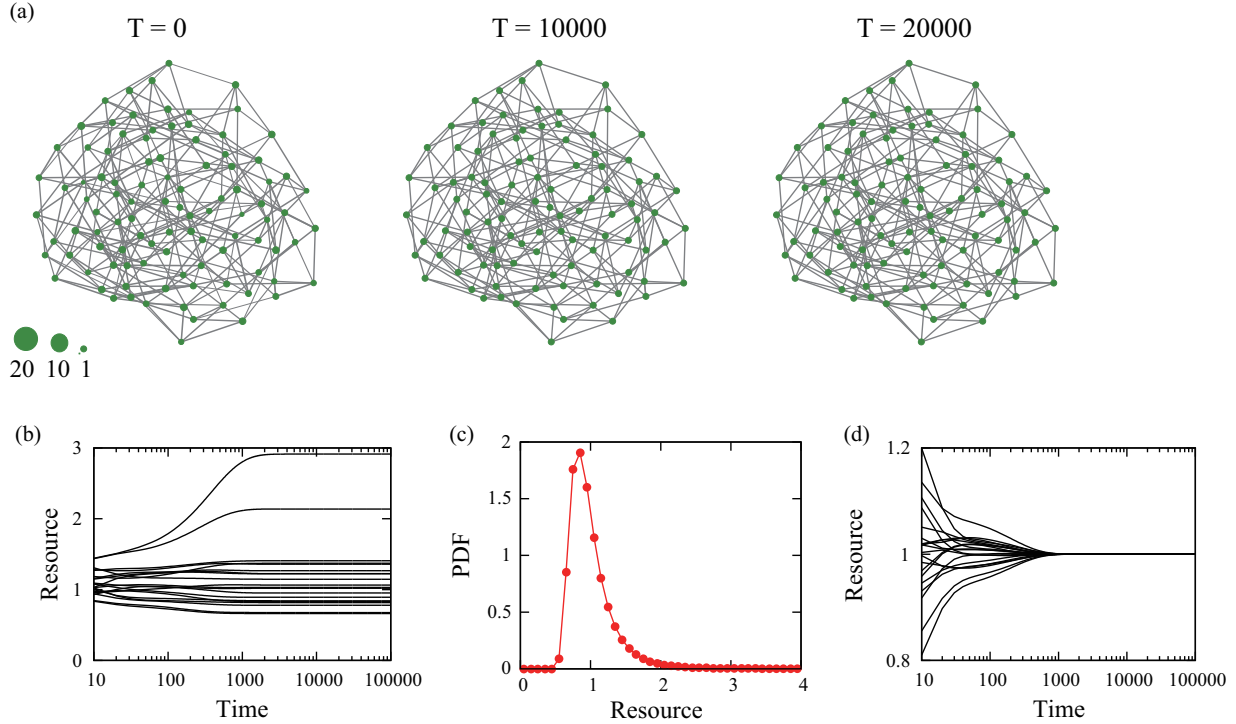 (a)
T = 0 T = 10000 T = 20000
20 10 1
(b)
3
2
1
0
Resource
10 100 1000 10000 100000
Time
(c)
2
1.5
1
0.5
0
PDF
0 1 2 3 4
Resource
(d)
1.2
1
0.8
Resource
10 100 1000 10000 100000
Time